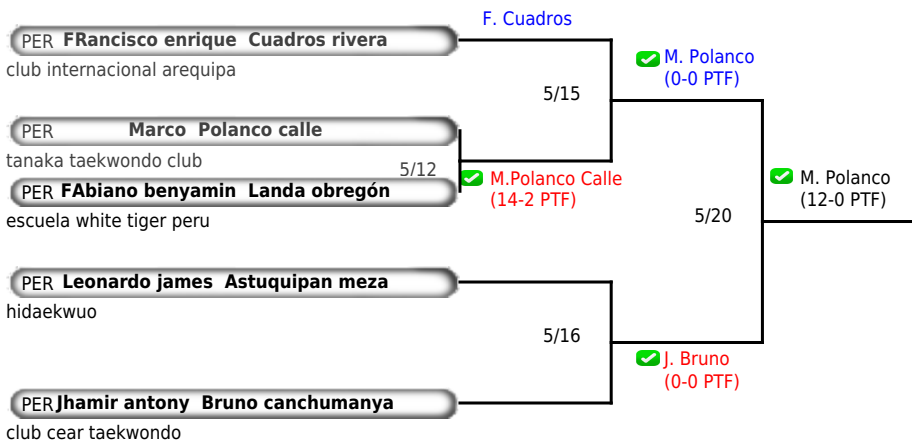 F. Cuadros
PER FRancisco enrique Cuadros rivera
club internacional arequipa
M. Polanco
(0-0 PTF)
5/15
PER Marco Polanco calle
tanaka taekwondo club
5/12
M.Polanco Calle
(14-2 PTF)
PER FAbiano benyamin Landa obregón
escuela white tiger peru
M. Polanco
(12-0 PTF)
5/20
PER Leonardo james Astuquipan meza
hidaekwuo
5/16
J. Bruno
(0-0 PTF)
PER Jhamir antony Bruno canchumanya
club cear taekwondo